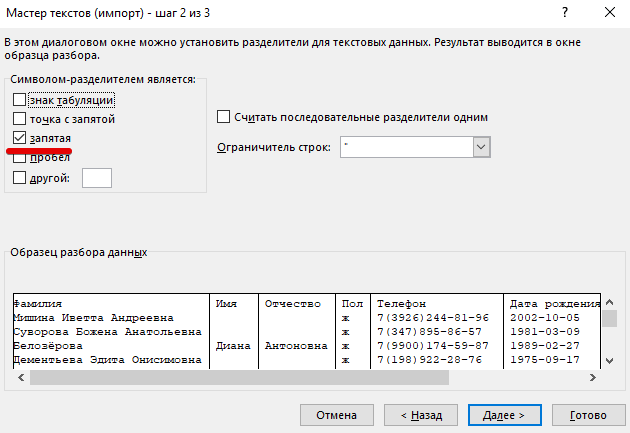 Мастер текстов (импорт) - шаг 2 из 3
? ×
В этом диалоговом окне можно установить разделители для текстовых данных. Результат выводится в окне
образца разбора.
Символом-разделителем является:
знак табуляции
точка с запятой
запятая
пробел
другой:
Считать последовательные разделители одним
Ограничитель строк: "
Образец разбора данных
Фамилия Имя Отчество Пол Телефон Дата рождения
Мишина Иветта Андреевна ж 7(3926)244-81-96 2002-10-05
Суворова Божена Анатольевна ж 7(347)895-86-57 1981-03-09
Белозёрова Диана Антоновна ж 7(9900)174-59-87 1989-02-27
Дементьева Эдита Онисимовна ж 7(198)922-28-76 1975-09-17
Отмена < Назад Далее > Готово